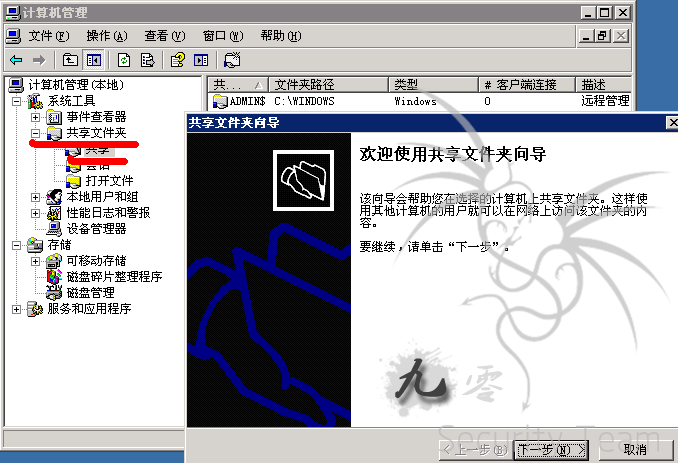 计算机管理
文件(F) 操作(A) 查看(V) 窗口(W) 帮助(H)
计算机管理(本地)
系统工具
事件查看器
共享文件夹
共享
会话
打开文件
本地用户和组
性能日志和警报
设备管理器
存储
可移动存储
磁盘碎片整理程序
磁盘管理
服务和应用程序
共... 文件夹路径 类型 # 客户端连接 描述
ADMIN$ C:\WINDOWS Windows 0 远程管理
共享文件夹向导
欢迎使用共享文件夹向导
该向导会帮助您在选择的计算机上共享文件夹。这样使
用其他计算机的用户就可以在网络上访问该文件夹的内
容。
要继续，请单击“下一步”。
九零
Security Team
<上一步(B) 下一步(N) > 取消